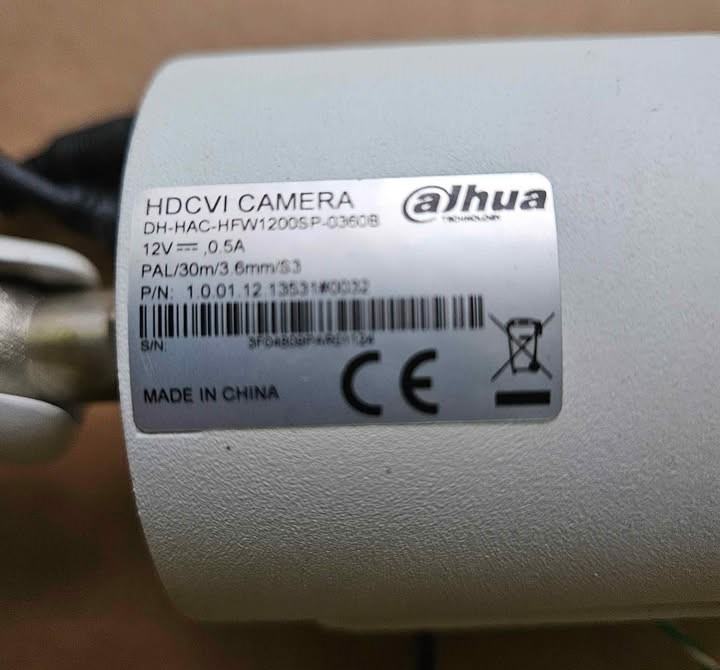 HDCVI CAMERA
alhua
TECHNOLOGY
DH-HAC-HFW1200SP-0360B
12V⎓,0.5A
PAL/30m/3.6mm/S3
P/N: 1.0.01.12.13531#0032
S/N:
MADE IN CHINA
CE